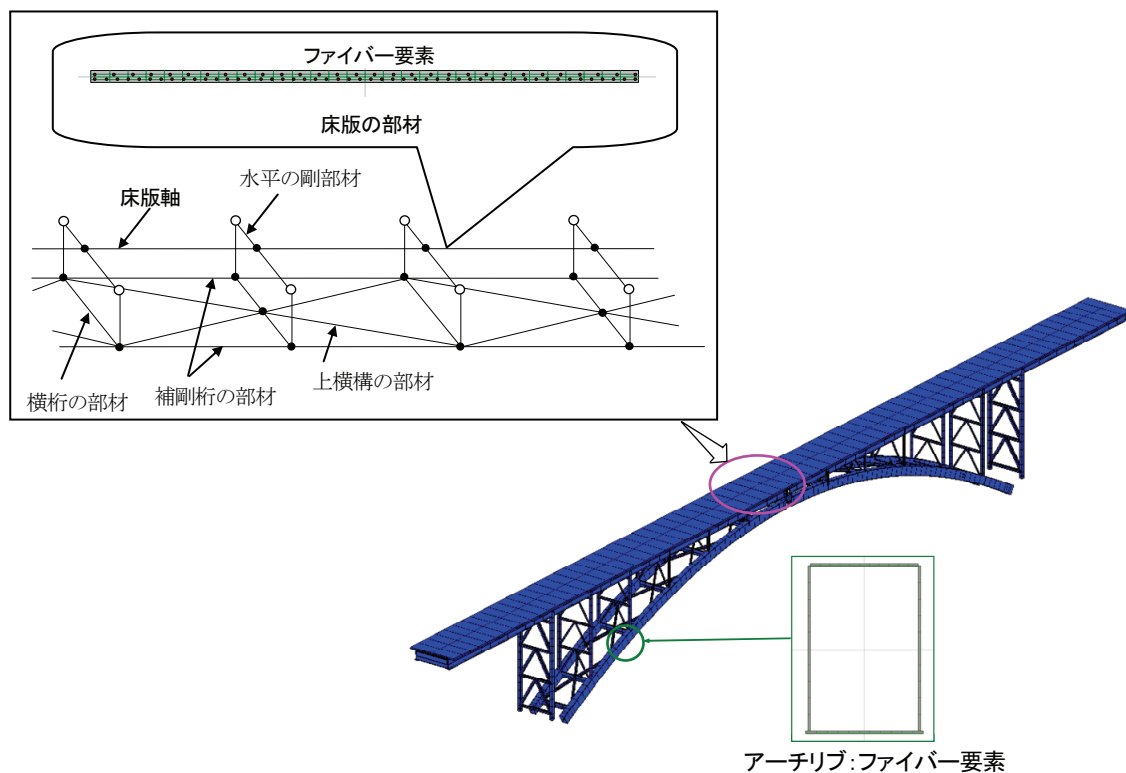 ファイバー要素
床版の部材
水平の剛部材
床版軸
横桁の部材
補剛桁の部材
上横構の部材
アーチリブ：ファイバー要素